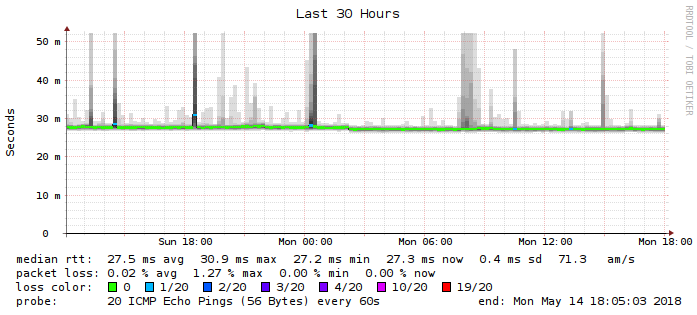 Last 30 Hours
RRDTOOL / TOBI OETIKER
Seconds
50 m
40 m
30 m
20 m
10 m
0
Sun 18:00 Mon 00:00 Mon 06:00 Mon 12:00 Mon 18:00
median rtt: 27.5 ms avg 30.9 ms max 27.2 ms min 27.3 ms now 0.4 ms sd 71.3 am/s
packet loss: 0.02 % avg 1.27 % max 0.00 % min 0.00 % now
loss color: 0 1/20 2/20 3/20 4/20 10/20 19/20
probe: 20 ICMP Echo Pings (56 Bytes) every 60s end: Mon May 14 18:05:03 2018